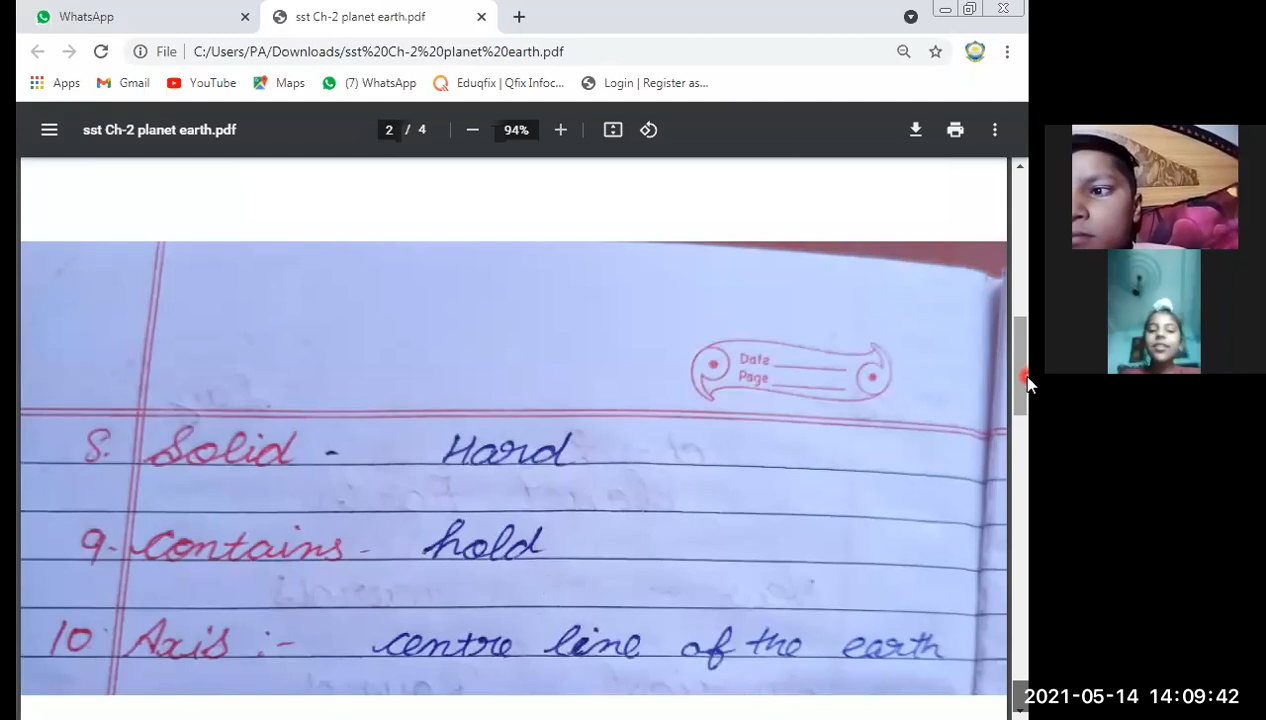 WhatsApp
sst Ch-2 planet earth.pdf
File C:/Users/PA/Downloads/sst%20Ch-2%20planet%20earth.pdf
Apps Gmail YouTube Maps (7) WhatsApp Eduqfix | Qfix Infoc... Login | Register as...
sst Ch-2 planet earth.pdf 2 / 4 94%
Date
Page
8. Solid - Hard
9. Contains - hold
10 Axis :- centre line of the earth
2021-05-14 14:09:42